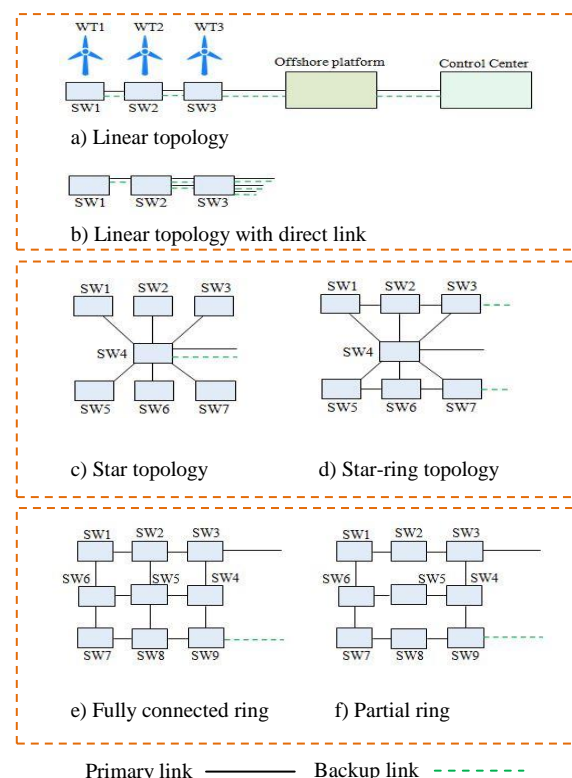 WT1 WT2 WT3
Offshore platform Control Center
SW1 SW2 SW3
a) Linear topology
SW1 SW2 SW3
b) Linear topology with direct link
SW1 SW2 SW3
SW4
SW5 SW6 SW7
c) Star topology
SW1 SW2 SW3
SW4
SW5 SW6 SW7
d) Star-ring topology
SW1 SW2 SW3
SW6 SW5 SW4
SW7 SW8 SW9
e) Fully connected ring
SW1 SW2 SW3
SW6 SW5 SW4
SW7 SW8 SW9
f) Partial ring
Primary link Backup link